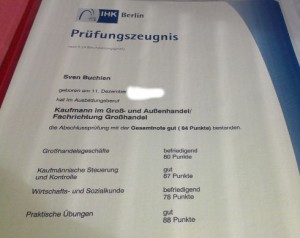 IHK Berlin
Prüfungszeugnis
Sven Buchien
geboren am 11. Dezember
hat im Ausbildungsberuf
Kaufmann im Groß- und Außenhandel/
Fachrichtung Großhandel
die Abschlussprüfung mit der Gesamtnote gut ( 84 Punkte) bestanden.
Großhandelgeschäfte befriedigend
80 Punkte
Kaufmännische Steuerung gut
und Kontrolle 87 Punkte
Wirtschafts- und Sozialkunde befriedigend
78 Punkte
Praktische Übungen gut
88 Punkte